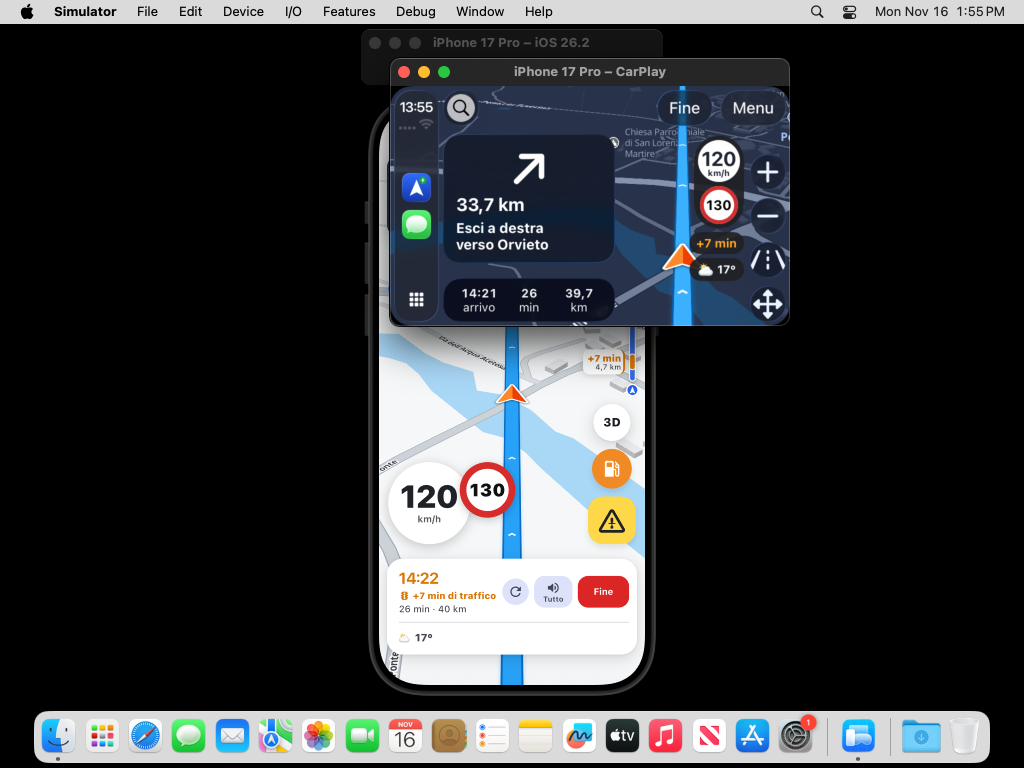 Simulator File Edit Device I/O Features Debug Window Help
Mon Nov 16 1:55 PM
iPhone 17 Pro – iOS 26.2
iPhone 17 Pro – CarPlay
13:55
Fine
Menu
Chiesa Parrocchiale
di San Lorenzo
Martire
120
km/h
130
33,7 km
Esci a destra
verso Orvieto
+7 min
17°
14:21 26 39,7
arrivo min km
Via dell'Acqua Acetosa
+7 min
4,7 km
3D
120
km/h
130
14:22
+7 min di traffico
26 min · 40 km
Tutto
Fine
17°
NOV
16
1
tv